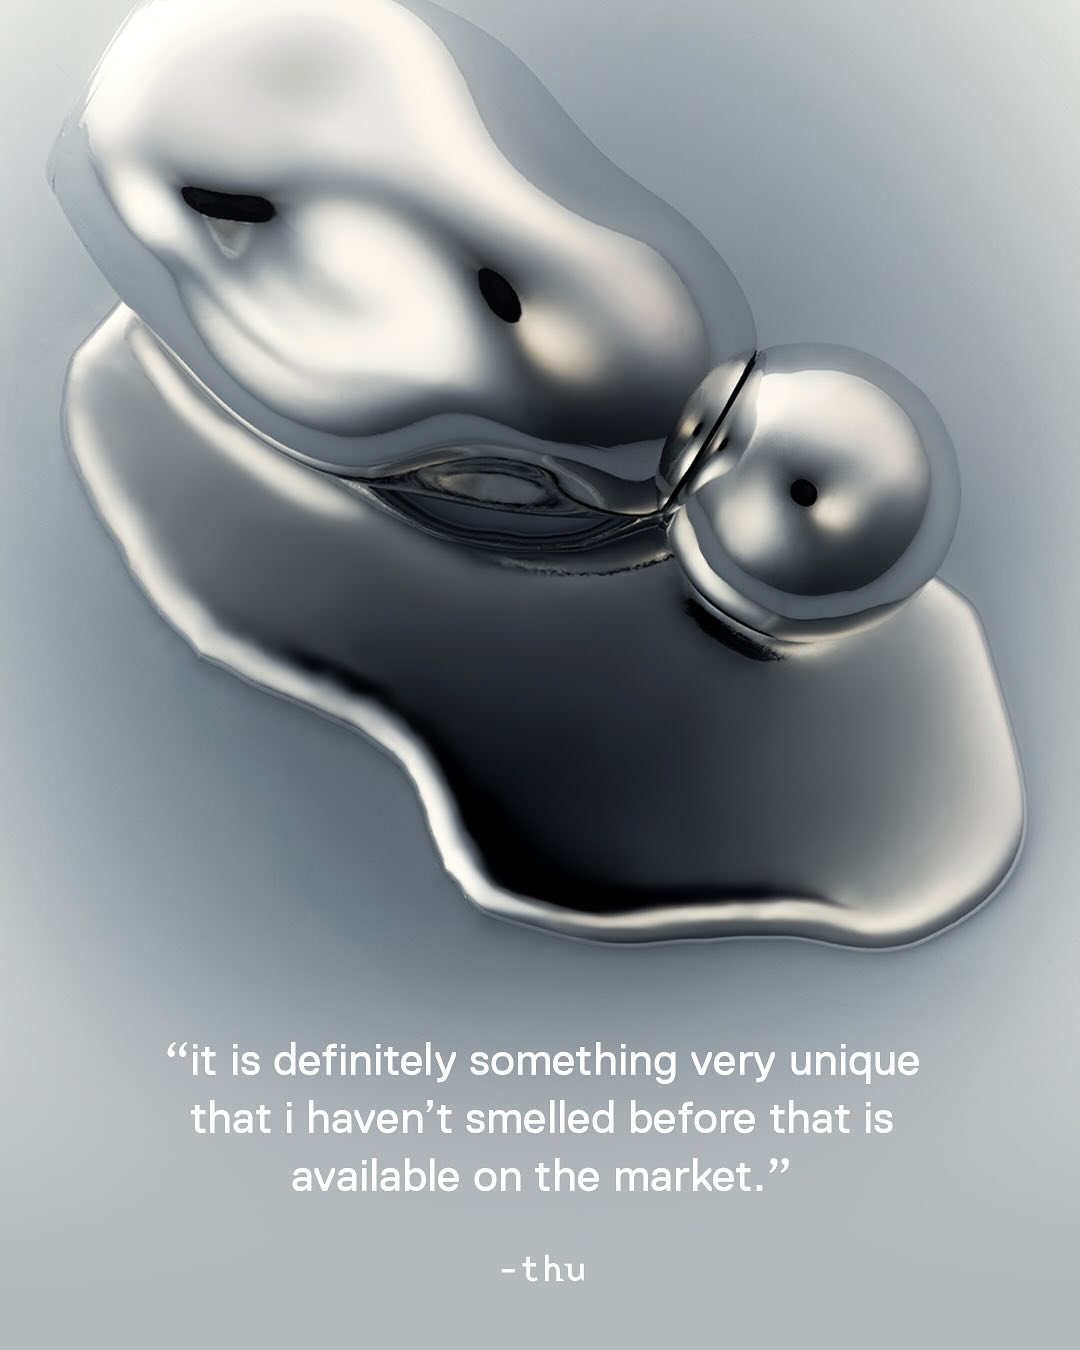 “it is definitely something very unique
that i haven’t smelled before that is
available on the market.”
-thu